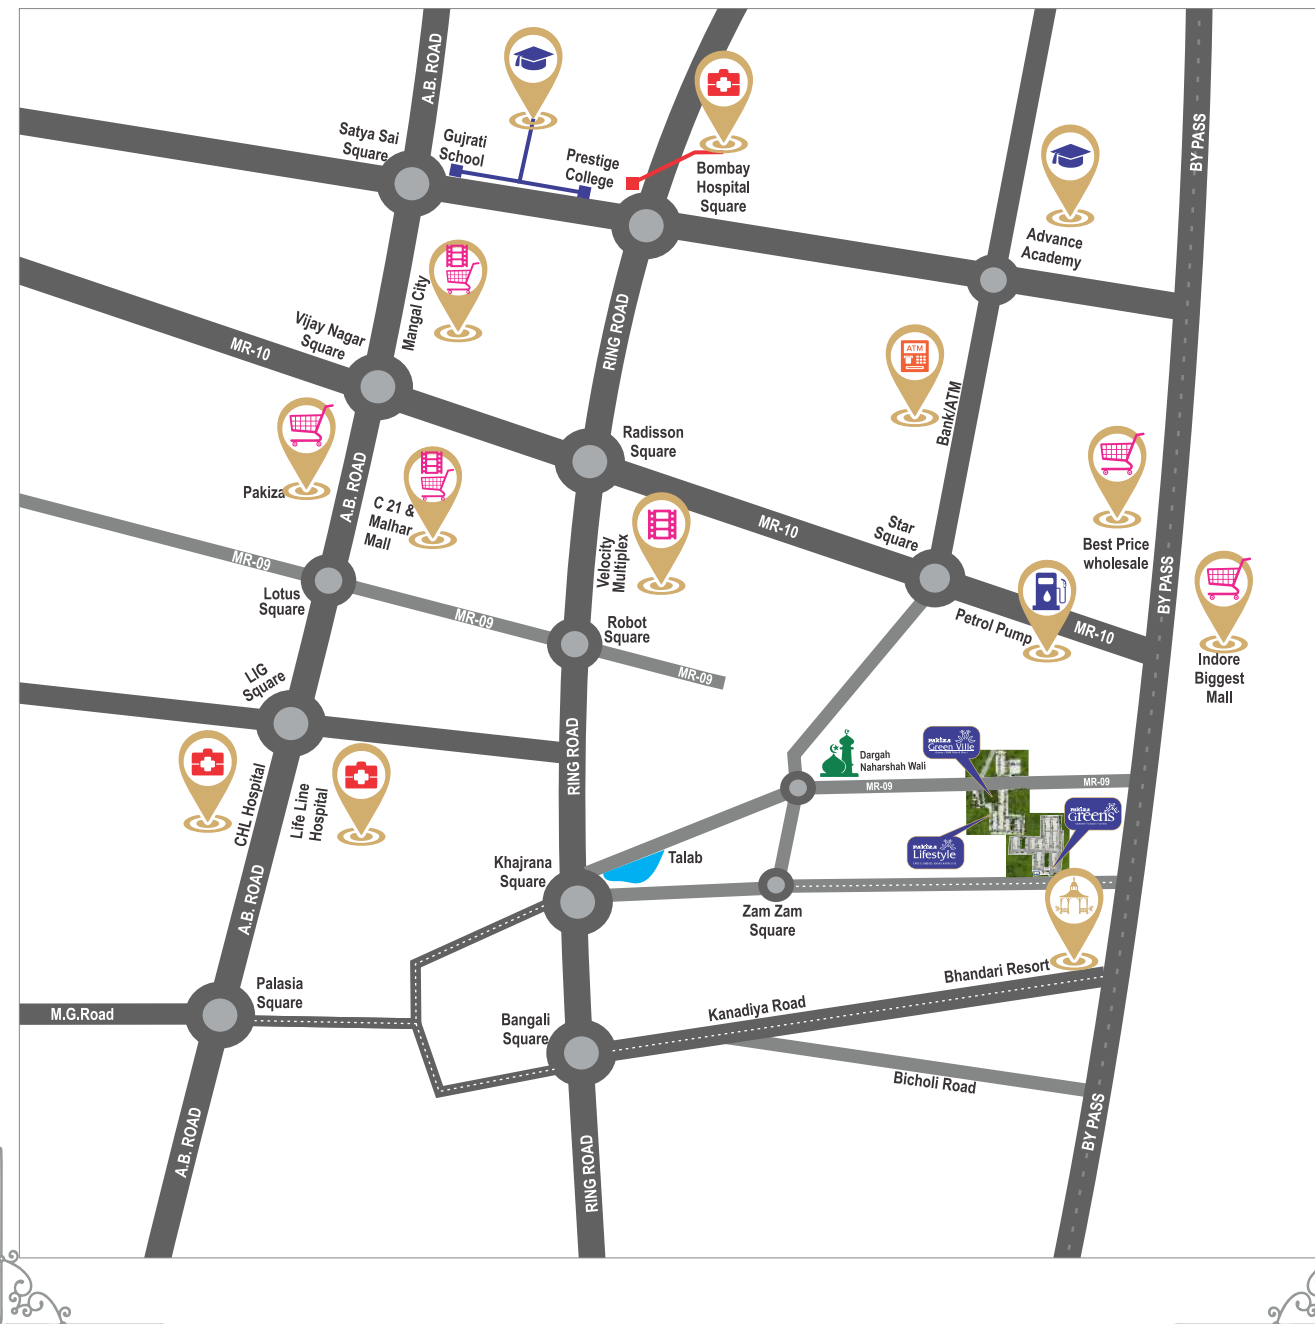 A.B. ROAD
Satya Sai
Square
Gujrati
School
Prestige
College
Bombay
Hospital
Square
BY PASS
Advance
Academy
Mangal City
Vijay Nagar
Square
MR-10
RING ROAD
ATM
Bank/ATM
Radisson
Square
Pakiza
A.B. ROAD
C 21 &
Malhar
Mall
MR-10
Star
Square
Velocity
Multiplex
Best Price
wholesale
BY PASS
MR-09
Lotus
Square
MR-09
Robot
Square
Petrol Pump
MR-10
Indore
Biggest
Mall
MR-09
LIG
Square
RING ROAD
Dargah
Naharshah Wali
PAKIZA
Green Ville
MR-09
MR-09
PAKIZA
GREENS
PAKIZA
Lifestyle
CHL Hospital
Life Line
Hospital
Khajrana
Square
Talab
A.B. ROAD
Zam Zam
Square
Palasia
Square
M.G.Road
Bhandari Resort
Kanadiya Road
Bangali
Square
Bicholi Road
A.B. ROAD
RING ROAD
BY PASS